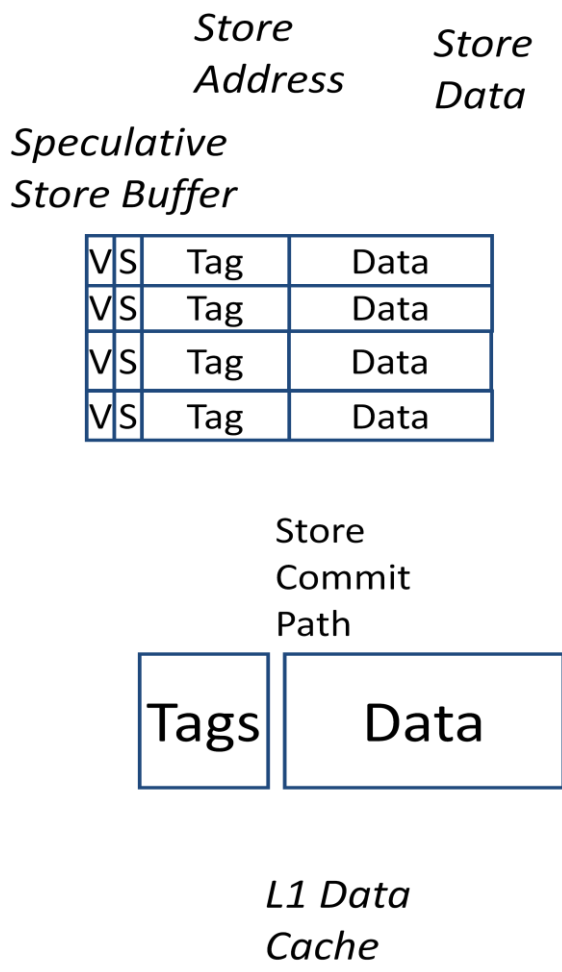 Store
Address
Store
Data
Speculative
Store Buffer
V S Tag Data
V S Tag Data
V S Tag Data
V S Tag Data
Store
Commit
Path
Tags Data
L1 Data
Cache